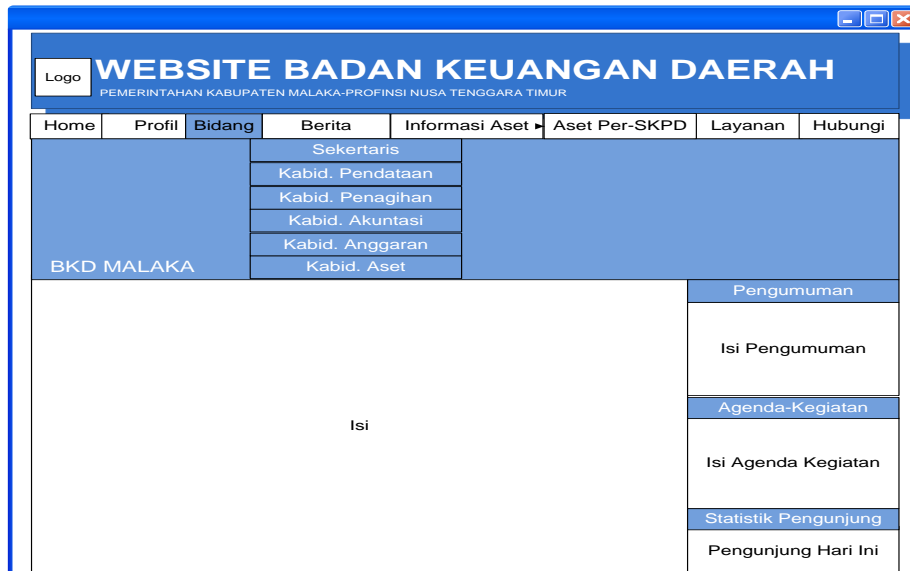 Logo
WEBSITE BADAN KEUANGAN DAERAH
PEMERINTAHAN KABUPATEN MALAKA-PROFINSI NUSA TENGGARA TIMUR
Home Profil Bidang Berita Informasi Aset Aset Per-SKPD Layanan Hubungi
Sekertaris
Kabid. Pendataan
Kabid. Penagihan
Kabid. Akuntasi
Kabid. Anggaran
Kabid. Aset
BKD MALAKA
Pengumuman
Isi Pengumuman
Agenda-Kegiatan
Isi
Isi Agenda Kegiatan
Statistik Pengunjung
Pengunjung Hari Ini